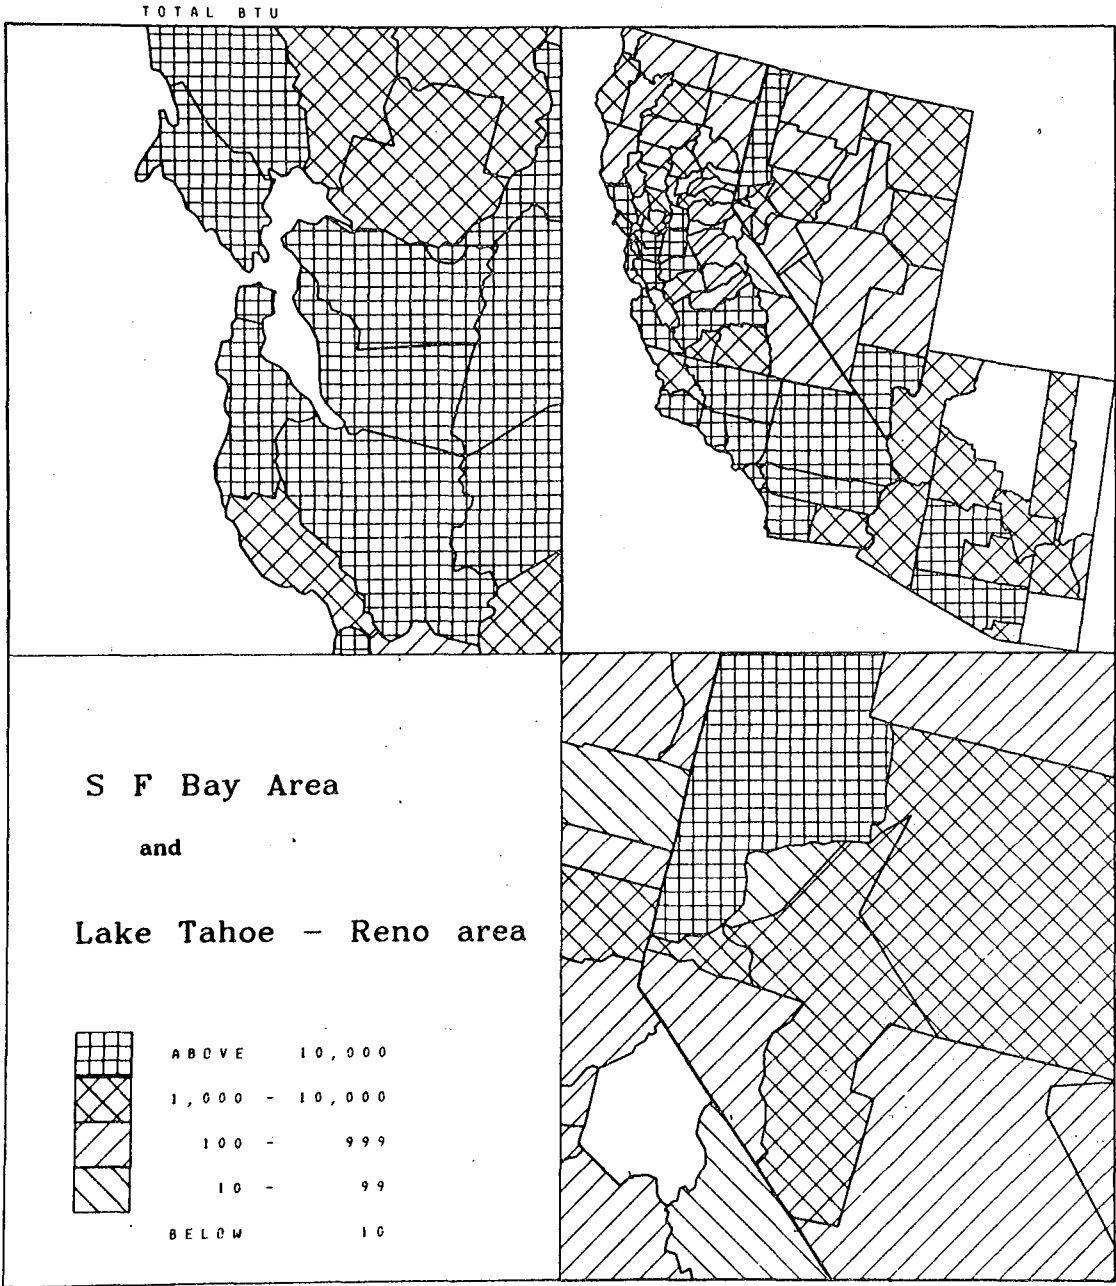 TOTAL BTU
S F Bay Area
and
Lake Tahoe - Reno area
ABOVE 10,000
1,000 - 10,000
100 - 999
10 - 99
BELOW 10